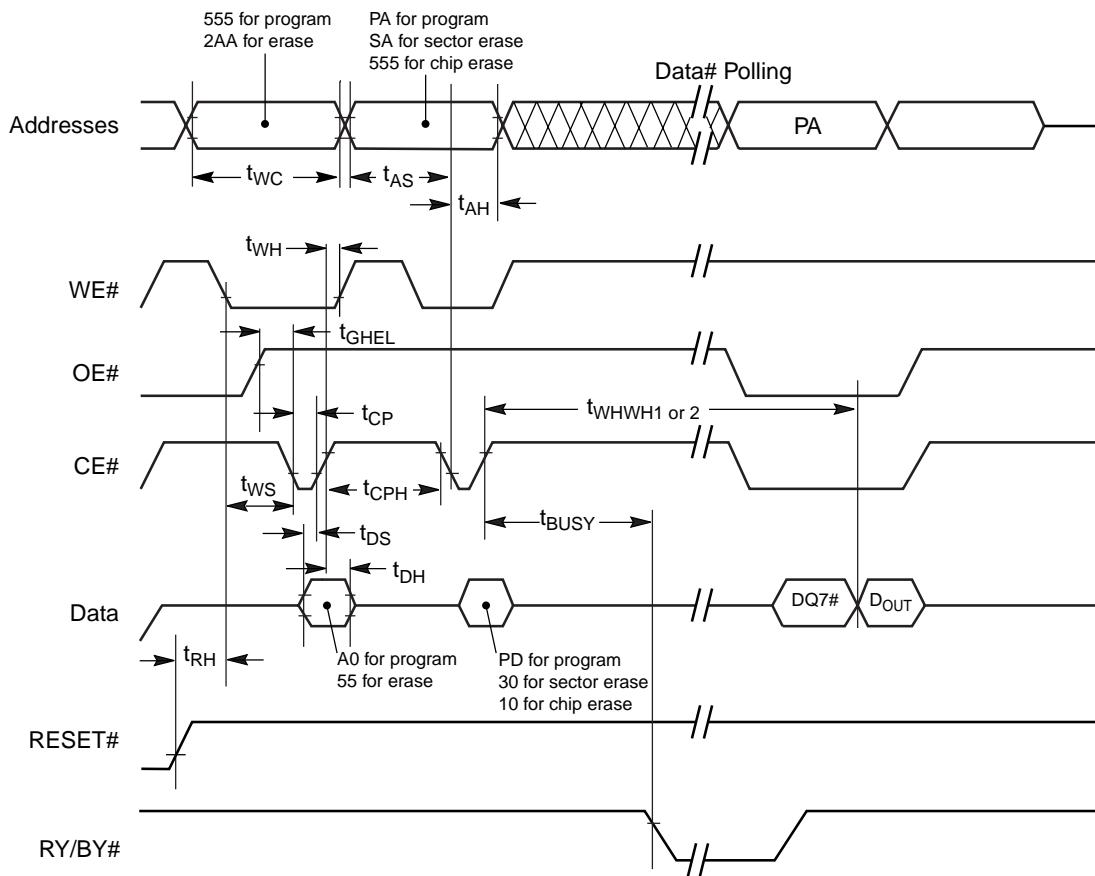 555 for program
2AA for erase
PA for program
SA for sector erase
555 for chip erase
Data# Polling
Addresses
PA
tWC
tAS
tAH
tWH
WE#
tGHEL
OE#
tWHWH1 or 2
tCP
CE#
tWS
tCPH
tBUSY
tDS
tDH
Data
DQ7#
DOUT
tRH
A0 for program
55 for erase
PD for program
30 for sector erase
10 for chip erase
RESET#
RY/BY#